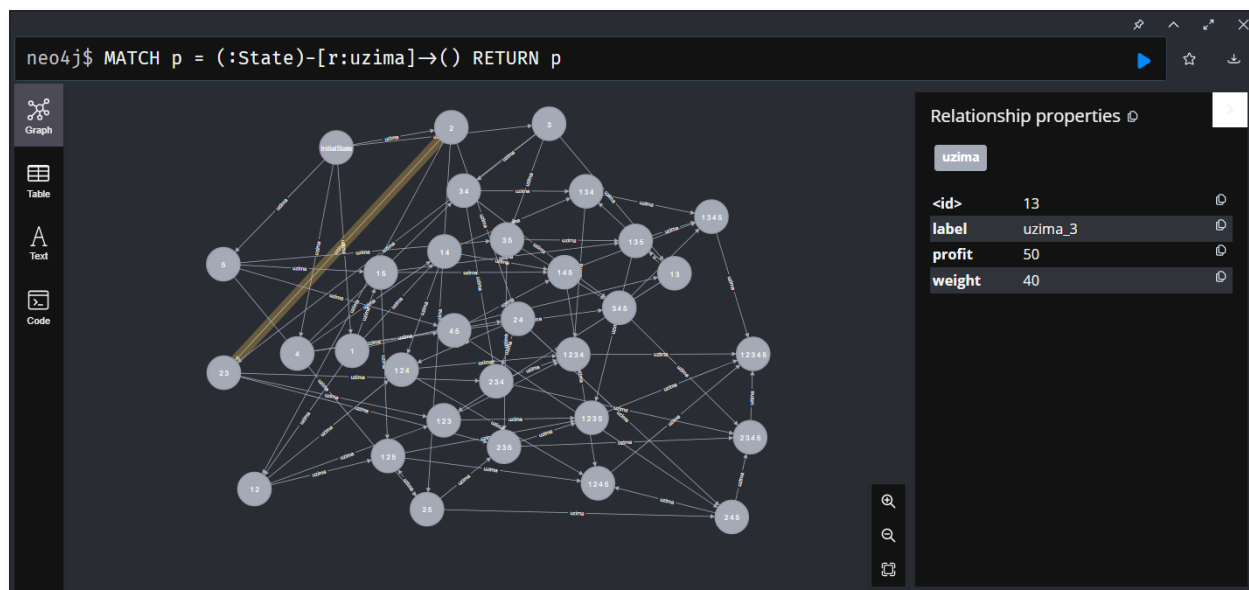 neo4j$ MATCH p = (:State)-[r:uzima]→() RETURN p
Graph
Table
Text
Code
InitialState
2
3
34
134
1345
35
135
14
5
15
145
13
345
24
45
4
1
1234
12345
23
124
234
123
1235
2345
235
125
12
1245
25
245
uzima
Relationship properties
uzima
<id> 13
label uzima_3
profit 50
weight 40